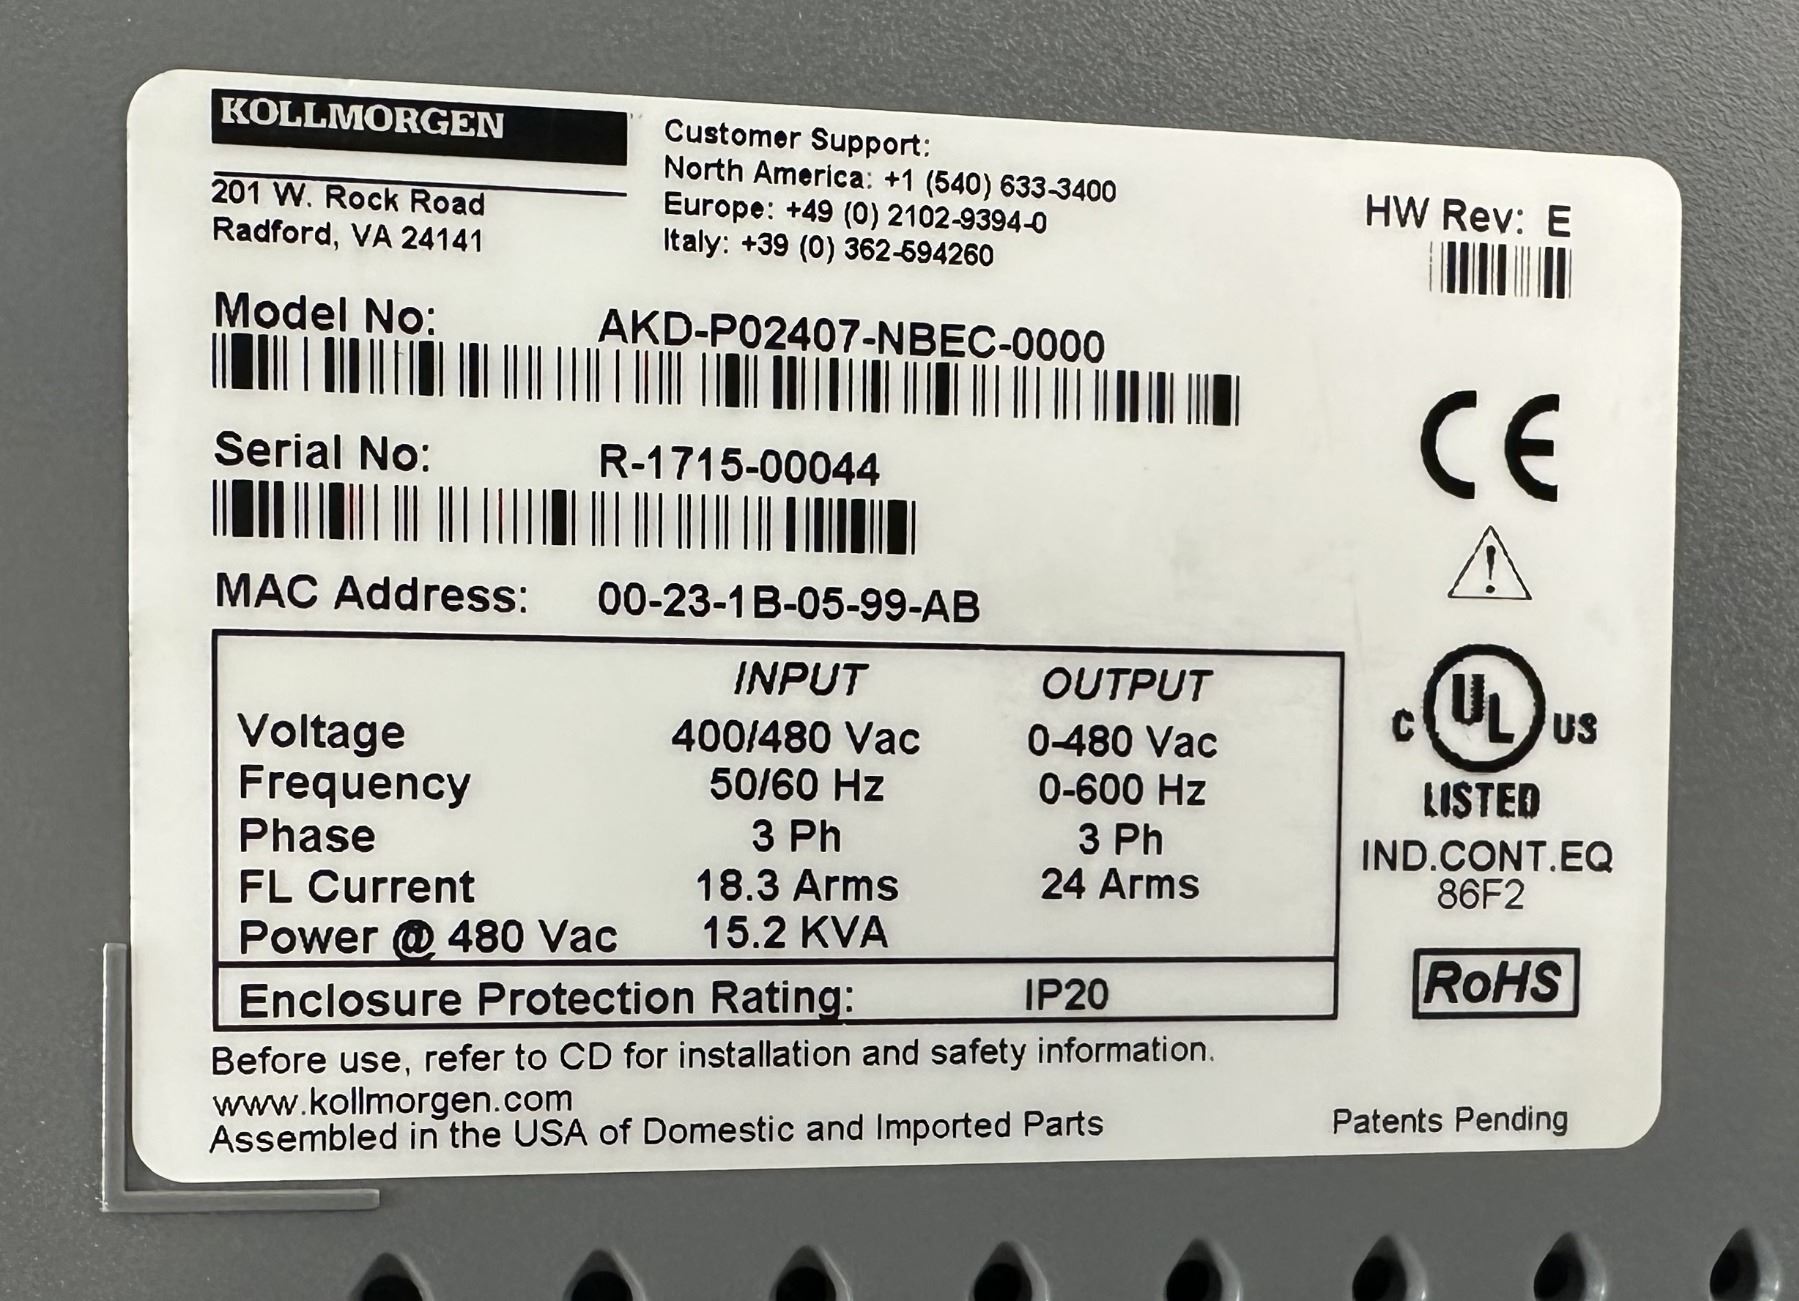 KOLLMORGEN
201 W. Rock Road
Radford, VA 24141
Customer Support:
North America: +1 (540) 633-3400
Europe: +49 (0) 2102-9394-0
Italy: +39 (0) 362-594260
HW Rev: E
Model No: AKD-P02407-NBEC-0000
Serial No: R-1715-00044
MAC Address: 00-23-1B-05-99-AB
INPUT OUTPUT
Voltage 400/480 Vac 0-480 Vac
Frequency 50/60 Hz 0-600 Hz
Phase 3 Ph 3 Ph
FL Current 18.3 Arms 24 Arms
Power @ 480 Vac 15.2 KVA
Enclosure Protection Rating: IP20
CE
C UL US
LISTED
IND.CONT.EQ
86F2
RoHS
Before use, refer to CD for installation and safety information.
www.kollmorgen.com
Assembled in the USA of Domestic and Imported Parts
Patents Pending